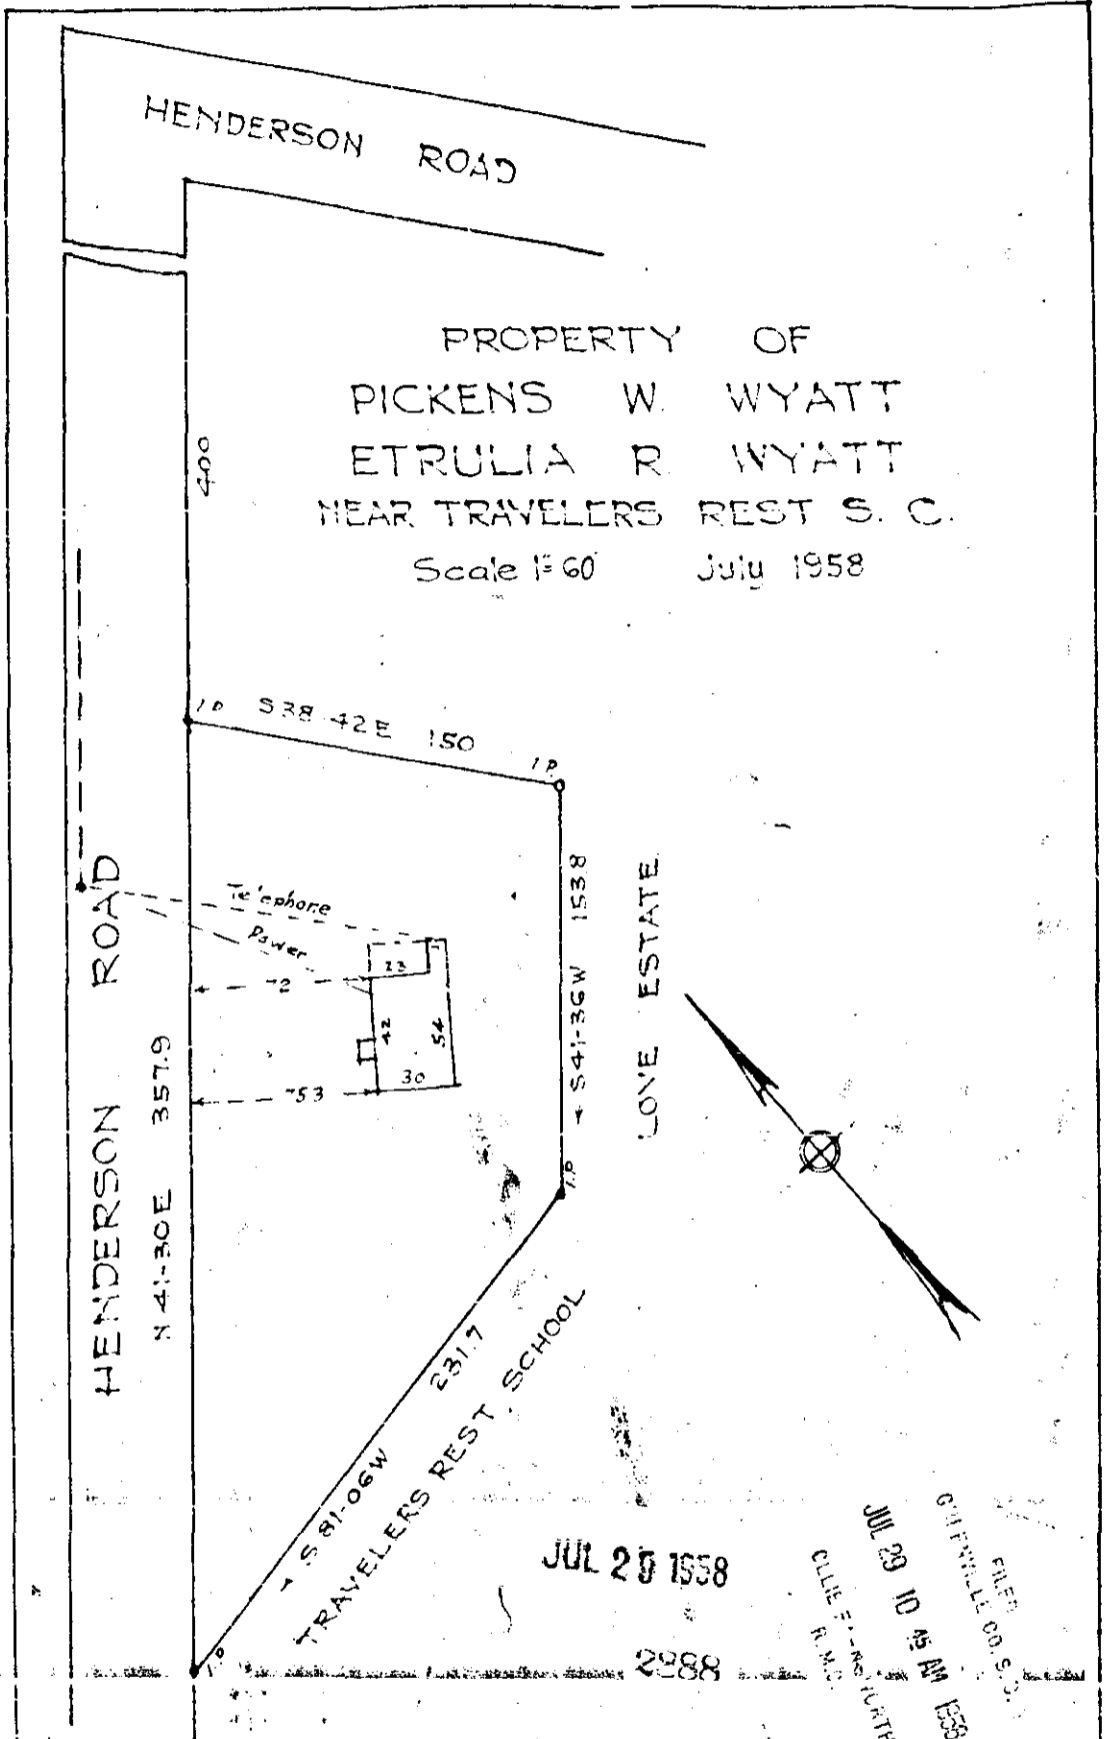 HENDERSON ROAD
PROPERTY OF
PICKENS W. WYATT
ETRULIA R. WYATT
NEAR TRAVELERS REST S. C.
Scale 1"=60' July 1958
400
I.P. S38-42E 150
I.P.
Telephone
Power
23
72
42
54
30
53
S41-36W 153.8
LOVE ESTATE
I.P.
HENDERSON ROAD
N41-30E 357.9
S 81-06W 231.7
TRAVELERS REST SCHOOL
I.P.
JUL 1958
2988
FILED
GREENVILLE CO. S. C.
JUL 29 10 45 AM 1958
OLLIE
R.M.C.